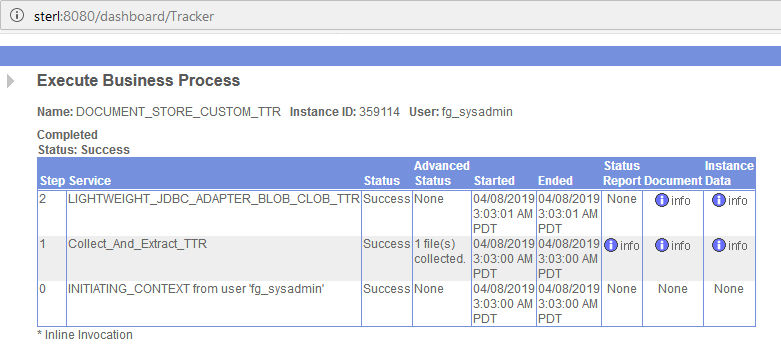 sterl:8080/dashboard/Tracker
Execute Business Process
Name: DOCUMENT_STORE_CUSTOM_TTR Instance ID: 359114 User: fg_sysadmin
Completed
Status: Success
Step Service Status Advanced Status Started Ended Status Report Document Instance Data
2 LIGHTWEIGHT_JDBC_ADAPTER_BLOB_CLOB_TTR Success None 04/08/2019 3:03:01 AM PDT 04/08/2019 3:03:01 AM PDT None info info
1 Collect_And_Extract_TTR Success 1 file(s) collected. 04/08/2019 3:03:00 AM PDT 04/08/2019 3:03:00 AM PDT info info info
0 INITIATING_CONTEXT from user 'fg_sysadmin' Success None 04/08/2019 3:03:00 AM PDT 04/08/2019 3:03:00 AM PDT None None None
* Inline Invocation